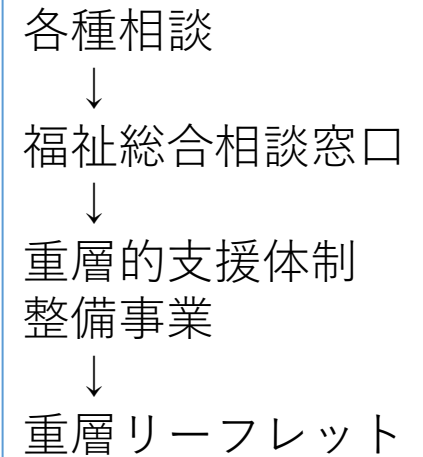 各種相談
↓
福祉総合相談窓口
↓
重層的支援体制
整備事業
↓
重層リーフレット